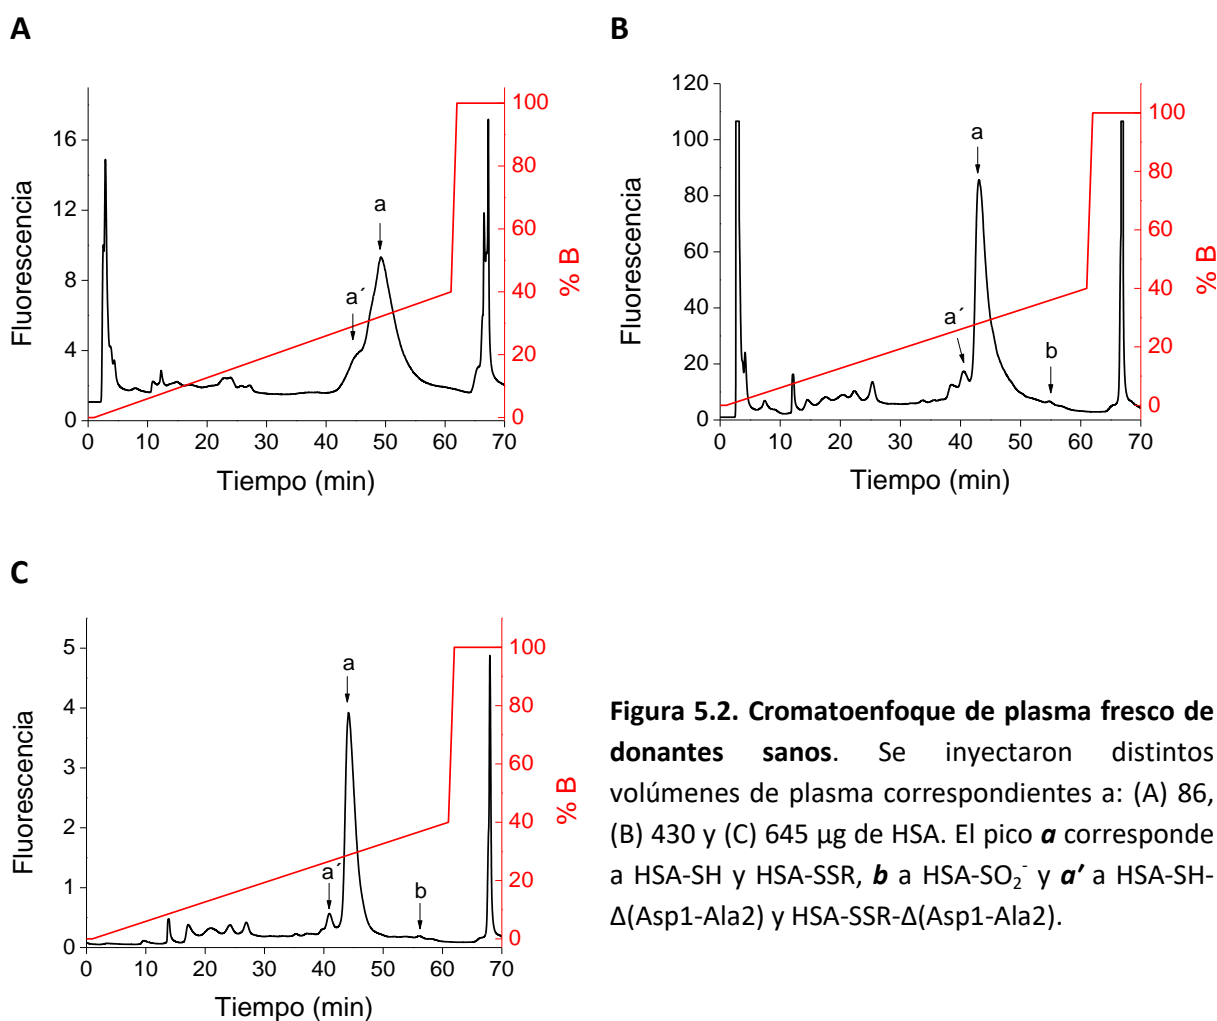 A
16
12
8
4
0
100
80
60
40
20
0
0 10 20 30 40 50 60 70
Fluorescencia
% B
Tiempo (min)
a´
a
B
120
100
80
60
40
20
0
100
80
60
40
20
0
0 10 20 30 40 50 60 70
Fluorescencia
% B
Tiempo (min)
a´
a
b
C
5
4
3
2
1
0
100
80
60
40
20
0
0 10 20 30 40 50 60 70
Fluorescencia
% B
Tiempo (min)
a´
a
b
Figura 5.2. Cromatoenfoque de plasma fresco de
donantes sanos. Se inyectaron distintos
volúmenes de plasma correspondientes a: (A) 86,
(B) 430 y (C) 645 µg de HSA. El pico a corresponde
a HSA-SH y HSA-SSR, b a HSA-SO₂⁻ y a’ a HSA-SH-
Δ(Asp1-Ala2) y HSA-SSR-Δ(Asp1-Ala2).